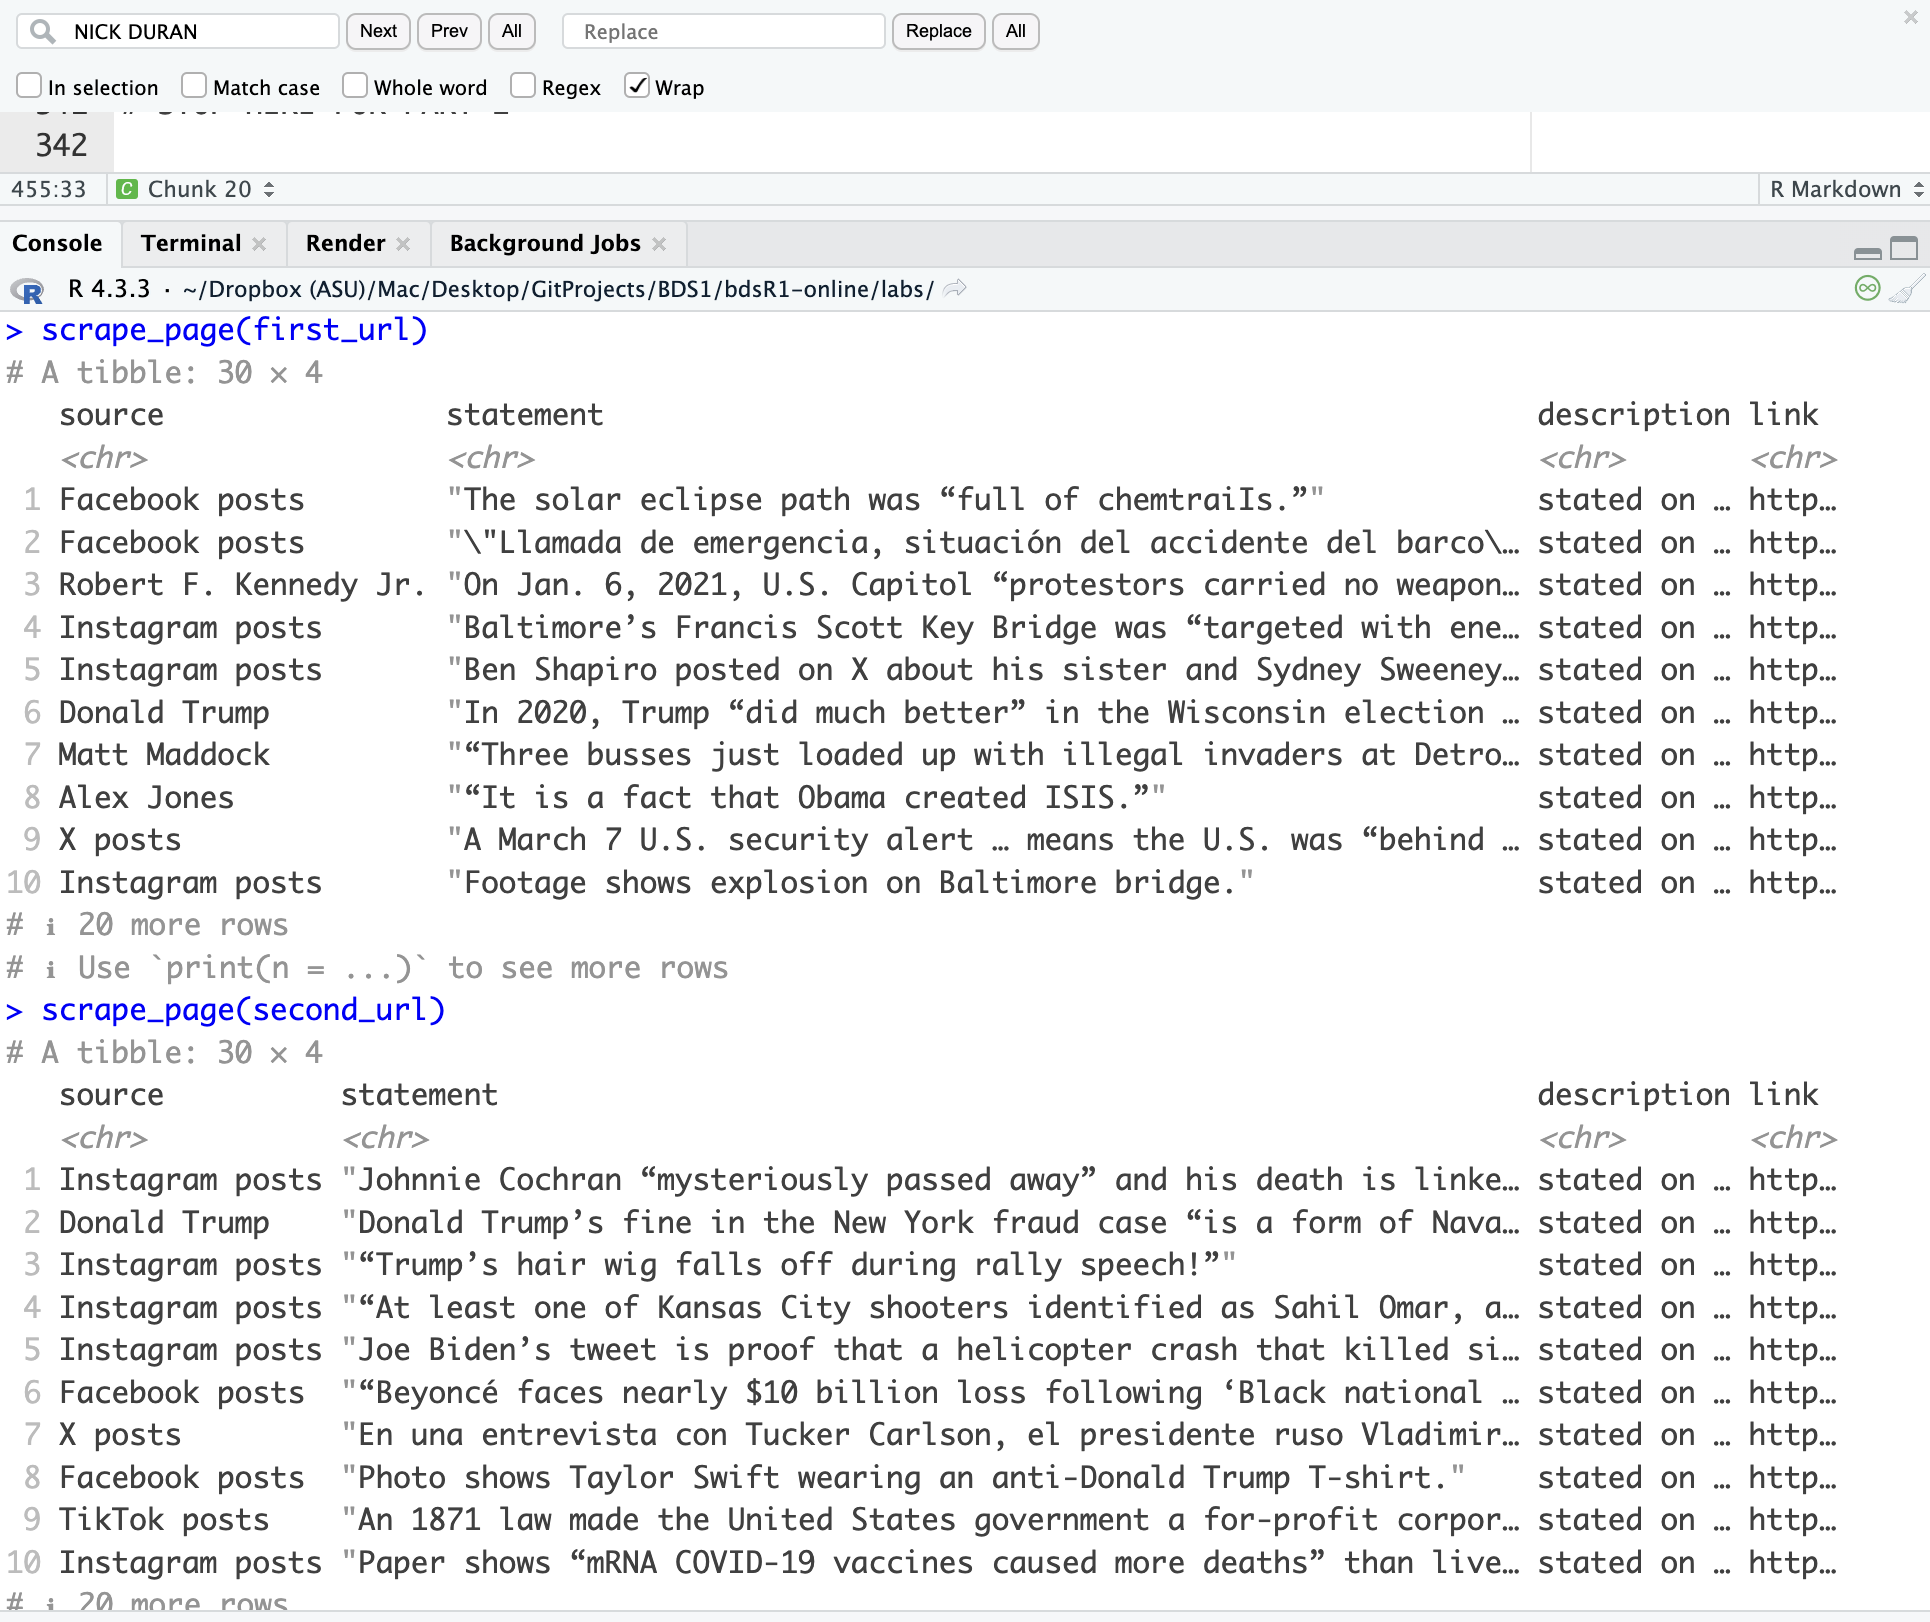 NICK DURAN Next Prev All Replace Replace All
In selection Match case Whole word Regex Wrap
342
455:33 C Chunk 20 R Markdown
Console Terminal Render Background Jobs
R R 4.3.3 · ~/Dropbox (ASU)/Mac/Desktop/GitProjects/BDS1/bdsR1-online/labs/
> scrape_page(first_url)
# A tibble: 30 × 4
source statement description link
<chr> <chr> <chr> <chr>
1 Facebook posts "The solar eclipse path was “full of chemtraiIs.”" stated on … http…
2 Facebook posts "\"Llamada de emergencia, situación del accidente del barco\… stated on … http…
3 Robert F. Kennedy Jr. "On Jan. 6, 2021, U.S. Capitol “protestors carried no weapon… stated on … http…
4 Instagram posts "Baltimore’s Francis Scott Key Bridge was “targeted with ene… stated on … http…
5 Instagram posts "Ben Shapiro posted on X about his sister and Sydney Sweeney… stated on … http…
6 Donald Trump "In 2020, Trump “did much better” in the Wisconsin election … stated on … http…
7 Matt Maddock "“Three busses just loaded up with illegal invaders at Detro… stated on … http…
8 Alex Jones "“It is a fact that Obama created ISIS.”" stated on … http…
9 X posts "A March 7 U.S. security alert … means the U.S. was “behind … stated on … http…
10 Instagram posts "Footage shows explosion on Baltimore bridge." stated on … http…
# ℹ 20 more rows
# ℹ Use `print(n = ...)` to see more rows
> scrape_page(second_url)
# A tibble: 30 × 4
source statement description link
<chr> <chr> <chr> <chr>
1 Instagram posts "Johnnie Cochran “mysteriously passed away” and his death is linke… stated on … http…
2 Donald Trump "Donald Trump’s fine in the New York fraud case “is a form of Nava… stated on … http…
3 Instagram posts "“Trump’s hair wig falls off during rally speech!”" stated on … http…
4 Instagram posts "“At least one of Kansas City shooters identified as Sahil Omar, a… stated on … http…
5 Instagram posts "Joe Biden’s tweet is proof that a helicopter crash that killed si… stated on … http…
6 Facebook posts "“Beyoncé faces nearly $10 billion loss following ‘Black national … stated on … http…
7 X posts "En una entrevista con Tucker Carlson, el presidente ruso Vladimir… stated on … http…
8 Facebook posts "Photo shows Taylor Swift wearing an anti-Donald Trump T-shirt." stated on … http…
9 TikTok posts "An 1871 law made the United States government a for-profit corpor… stated on … http…
10 Instagram posts "Paper shows “mRNA COVID-19 vaccines caused more deaths” than live… stated on … http…
# ℹ 20 more rows